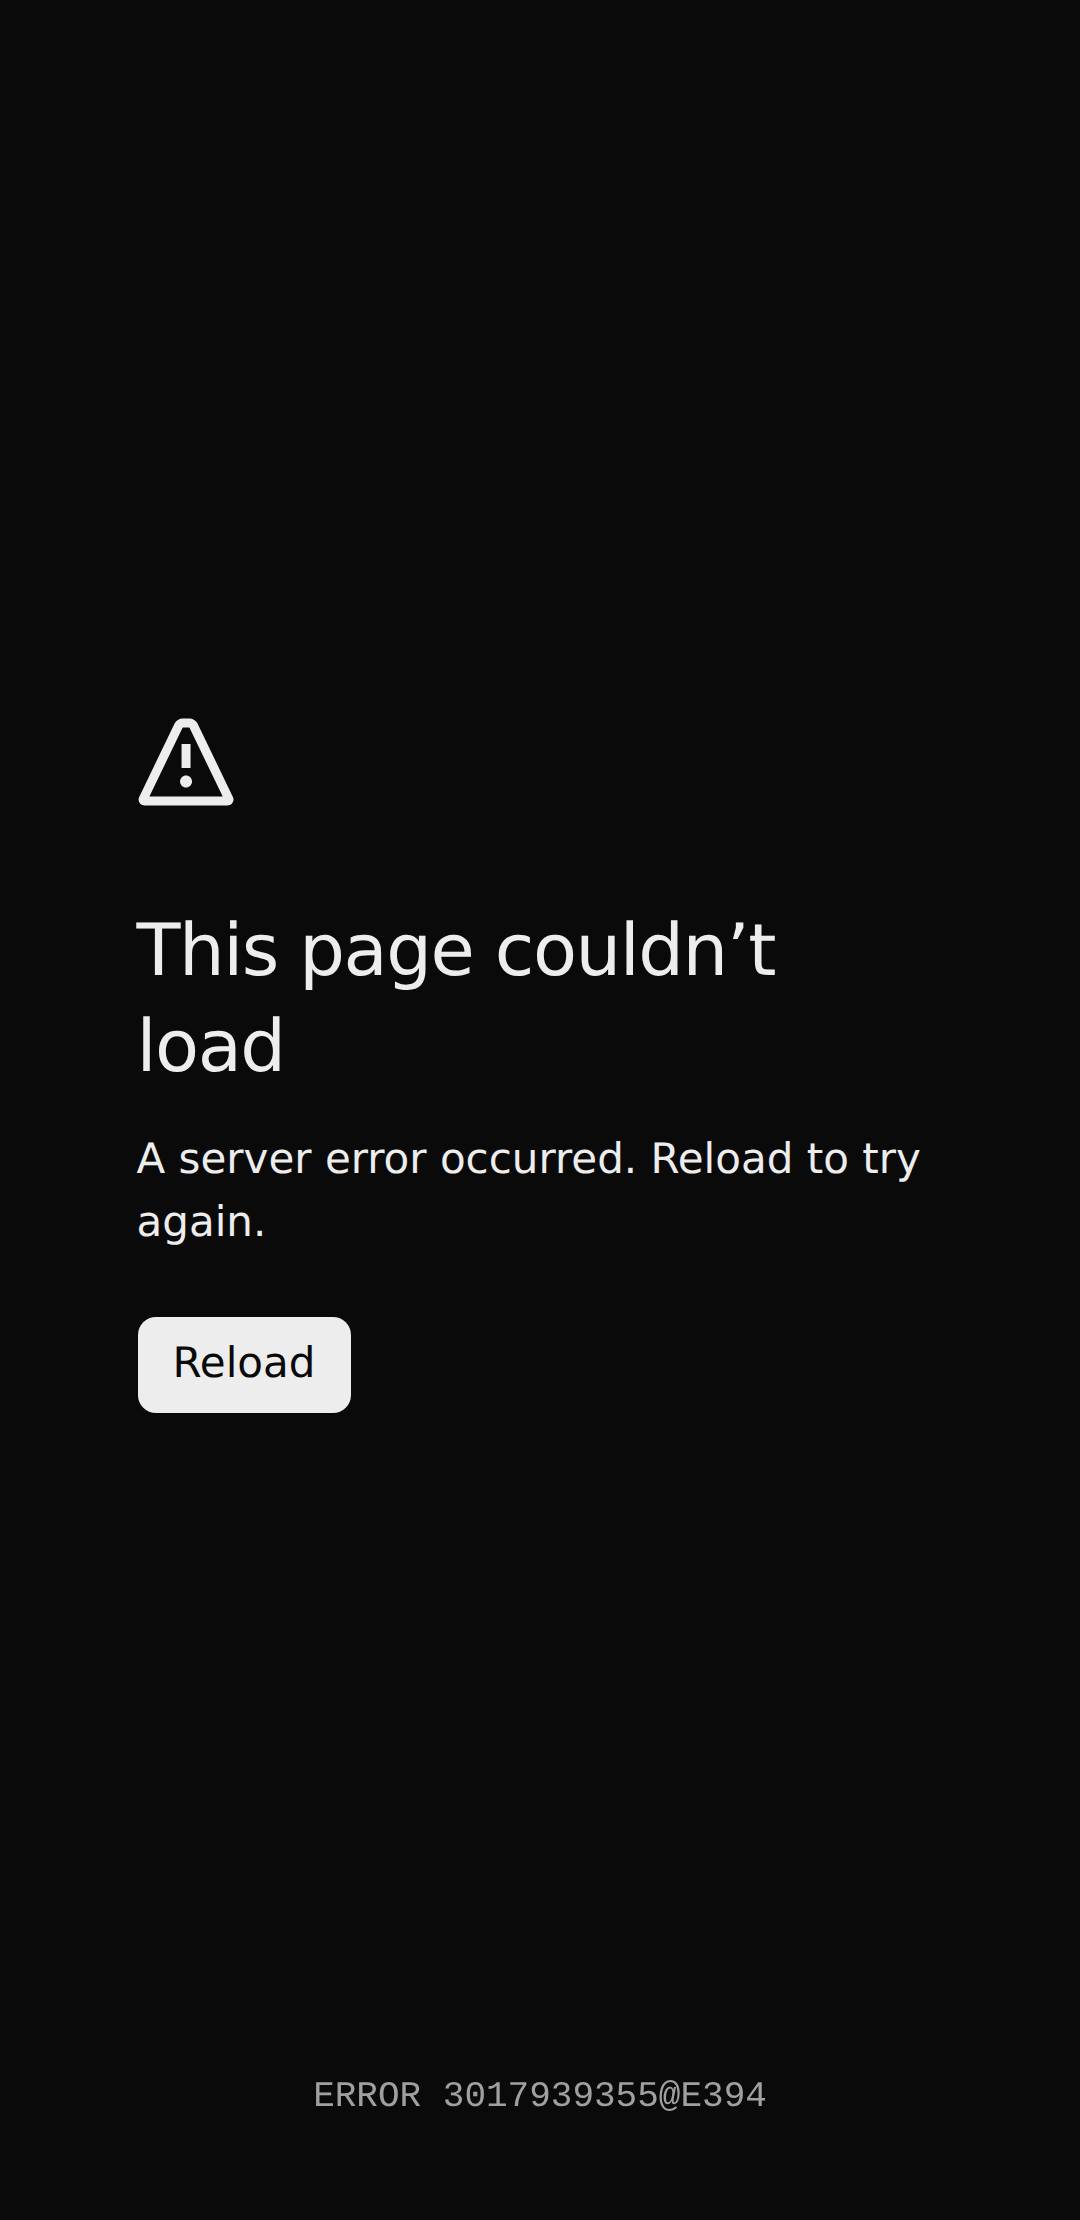 This page couldn’t
load
A server error occurred. Reload to try
again.
Reload
ERROR 3017939355@E394